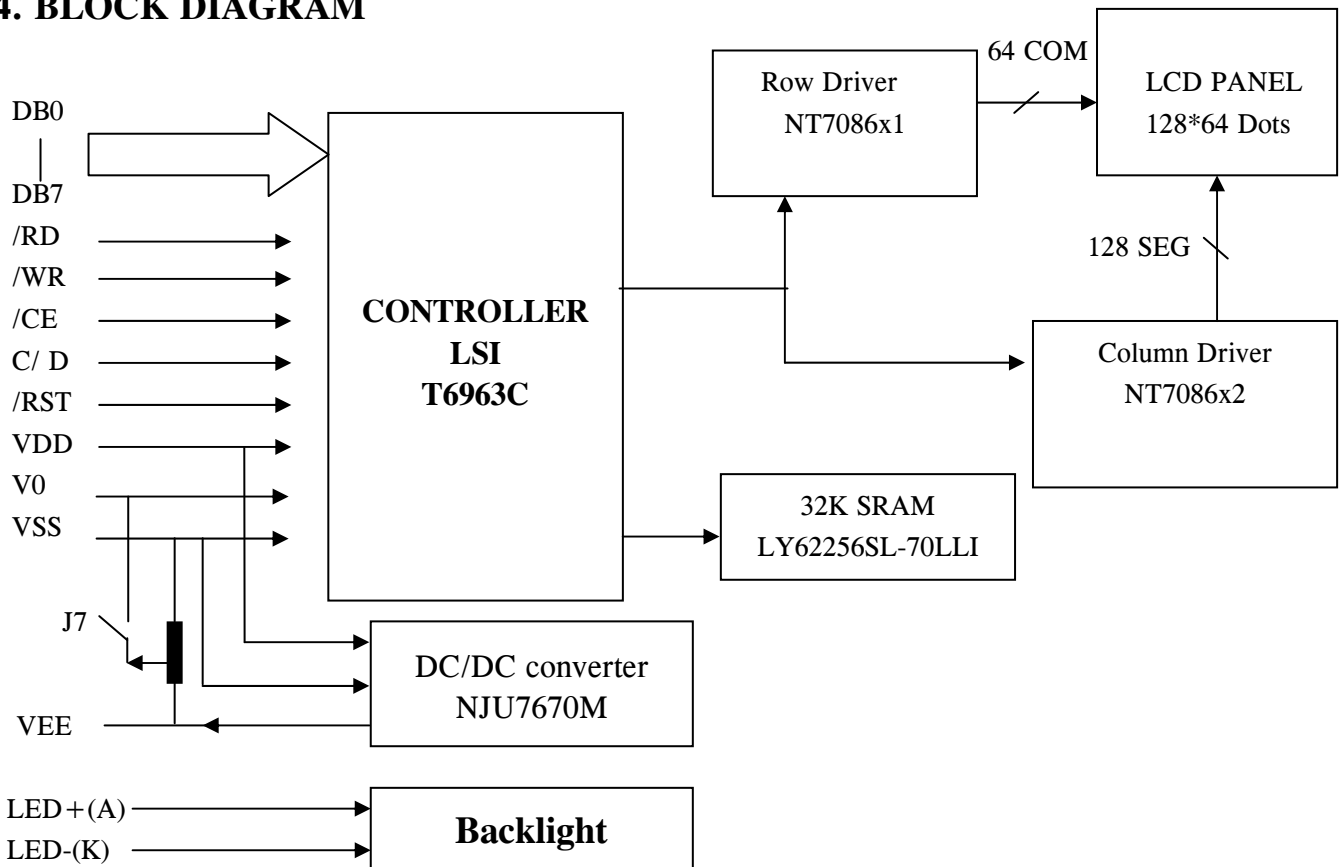 4. BLOCK DIAGRAM
64 COM
Row Driver
NT7086x1
LCD PANEL
128*64 Dots
DB0
DB7
/RD
/WR
/CE
C/ D
/RST
VDD
V0
VSS
CONTROLLER
LSI
T6963C
128 SEG
Column Driver
NT7086x2
32K SRAM
LY62256SL-70LLI
J7
DC/DC converter
NJU7670M
VEE
LED+(A)
LED-(K)
Backlight